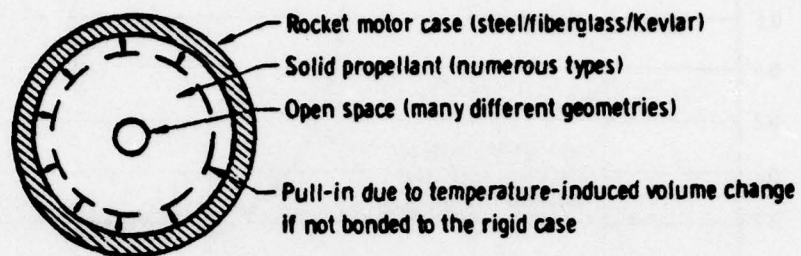 Rocket motor case (steel/fiberglass/Kevlar)
Solid propellant (numerous types)
Open space (many different geometries)
Pull-in due to temperature-induced volume change
if not bonded to the rigid case